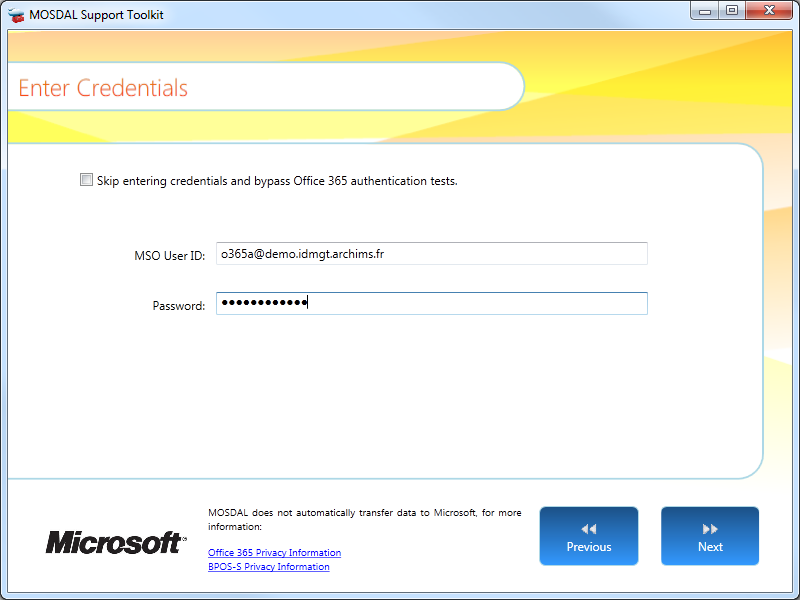 MOSDAL Support Toolkit
Enter Credentials
Skip entering credentials and bypass Office 365 authentication tests.
MSO User ID: o365a@demo.idmgt.archims.fr
Password: ●●●●●●●●●●●●
MOSDAL does not automatically transfer data to Microsoft, for more
information:
Office 365 Privacy Information
BPOS-S Privacy Information
Microsoft®
Previous
Next